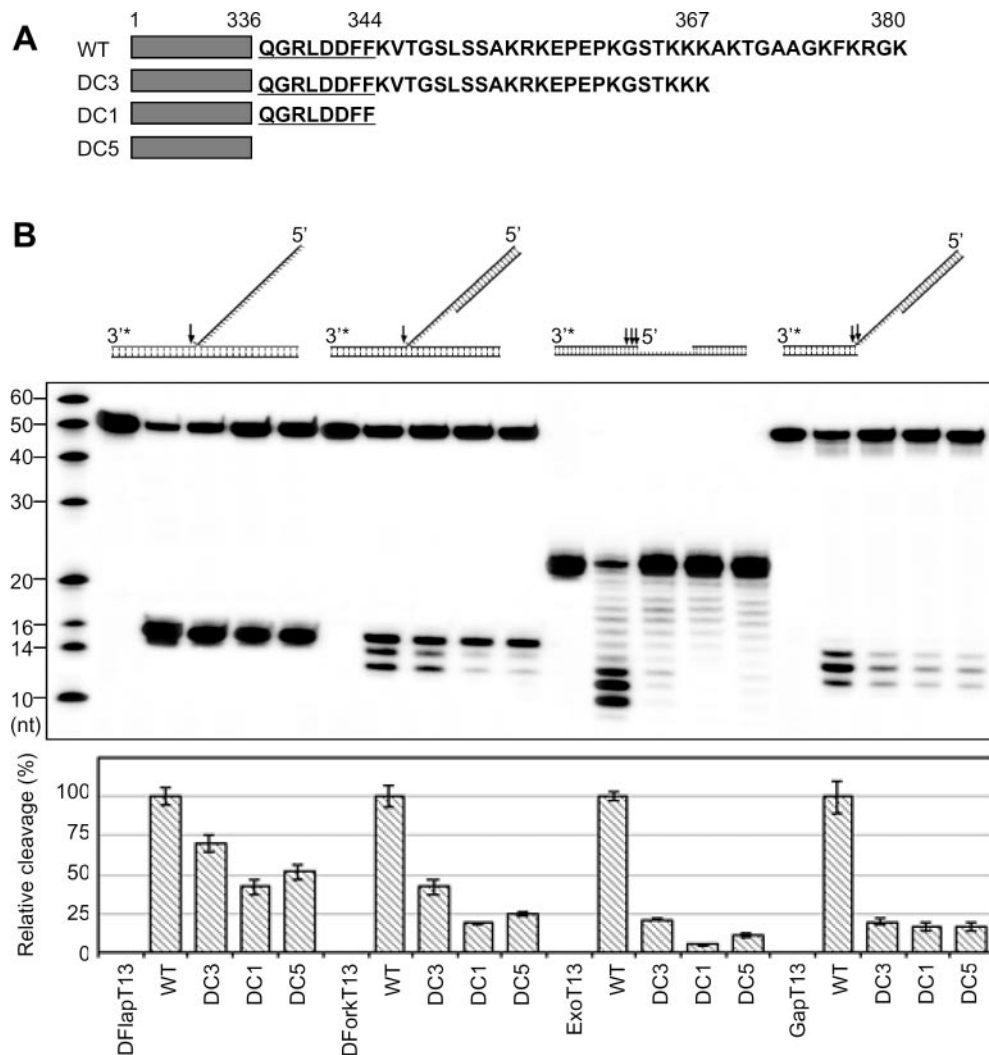 1 336 344 367 380
A
WT QGRLDDFFKVTGSLSSAKRKEPEPKGSTKKKAKTGAAGKFKRGK
DC3 QGRLDDFFKVTGSLSSAKRKEPEPKGSTKKK
DC1 QGRLDDFF
DC5
B
5’ 5’ 5’
3’* 3’* 3’* 5’ 3’*
60
50
40
30
20
16
14
10
(nt)
Relative cleavage (%)
100
75
50
25
0
DFlapT13 WT DC3 DC1 DC5 DForkT13 WT DC3 DC1 DC5 ExoT13 WT DC3 DC1 DC5 GapT13 WT DC3 DC1 DC5